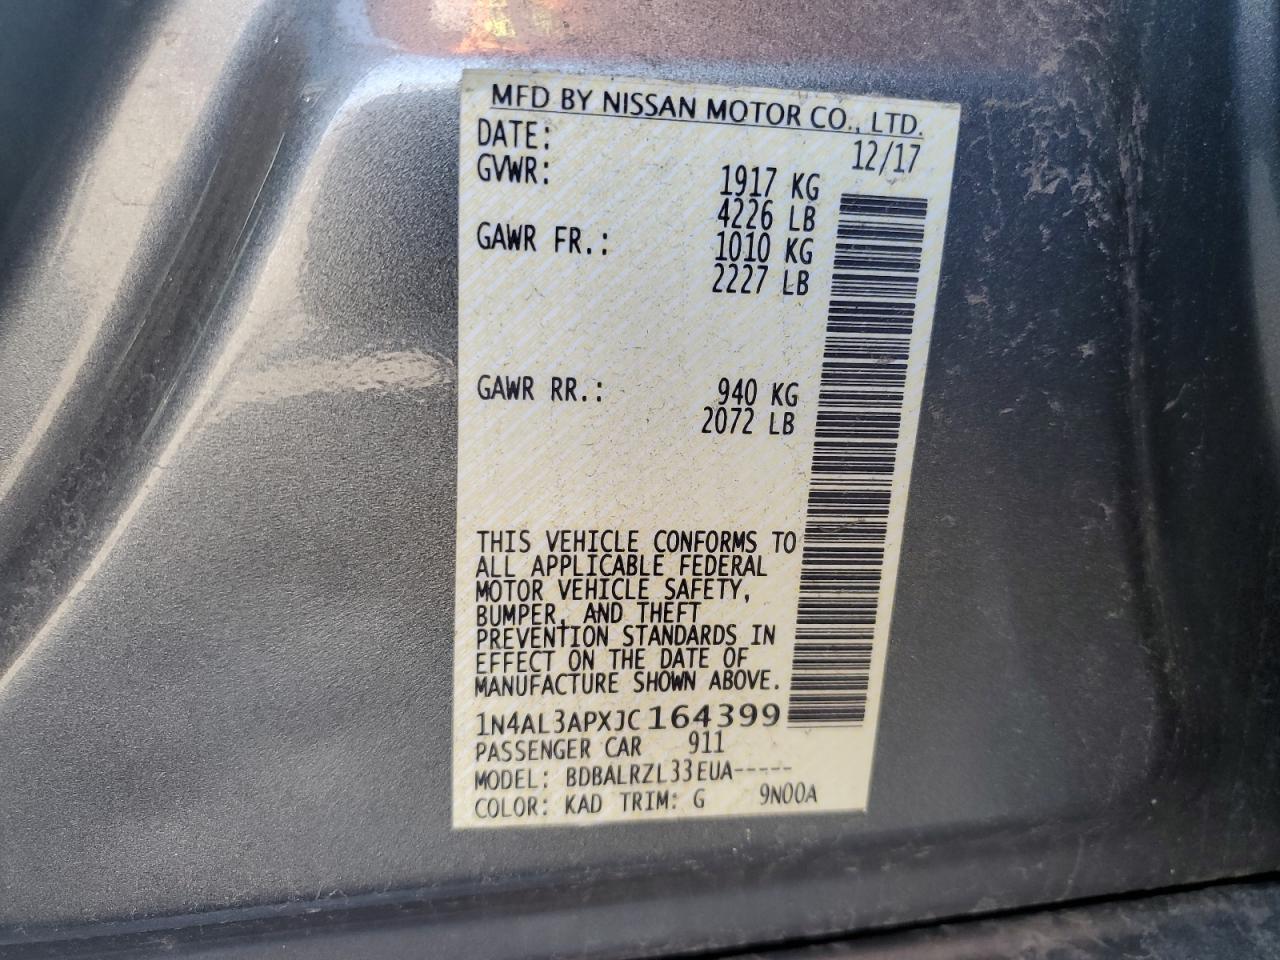 MFD BY NISSAN MOTOR CO., LTD.
DATE: 12/17
GVWR: 1917 KG
4226 LB
GAWR FR.: 1010 KG
2227 LB
GAWR RR.: 940 KG
2072 LB
THIS VEHICLE CONFORMS TO
ALL APPLICABLE FEDERAL
MOTOR VEHICLE SAFETY,
BUMPER, AND THEFT
PREVENTION STANDARDS IN
EFFECT ON THE DATE OF
MANUFACTURE SHOWN ABOVE.
1N4AL3APXJC164399
PASSENGER CAR 911
MODEL: BDBALRZL33EUA-----
COLOR: KAD TRIM: G 9N00A